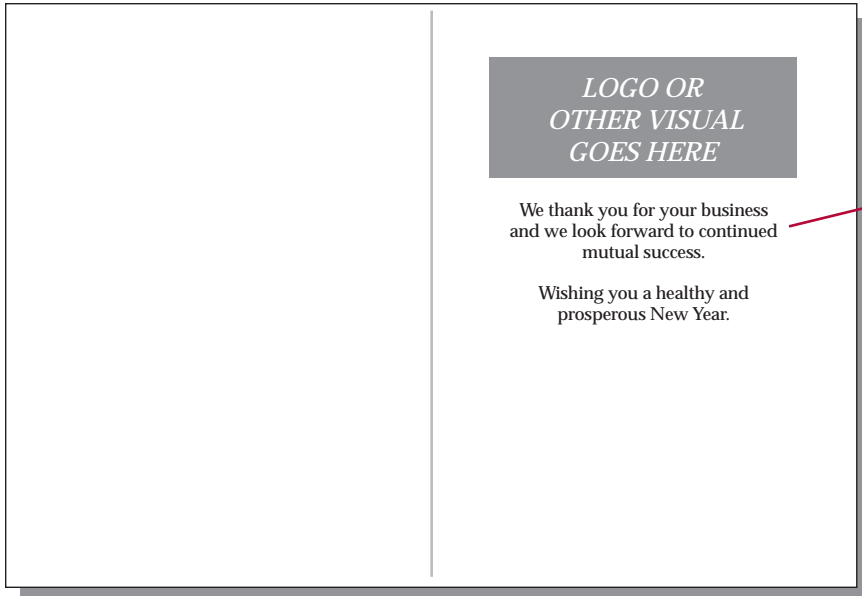 LOGO OR
OTHER VISUAL
GOES HERE
We thank you for your business
and we look forward to continued
mutual success.
Wishing you a healthy and
prosperous New Year.